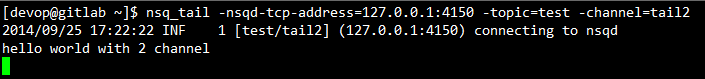 [devop@gitlab ~]$ nsq_tail -nsqd-tcp-address=127.0.0.1:4150 -topic=test -channel=tail2
2014/09/25 17:22:22 INF    1 [test/tail2] (127.0.0.1:4150) connecting to nsqd
hello world with 2 channel